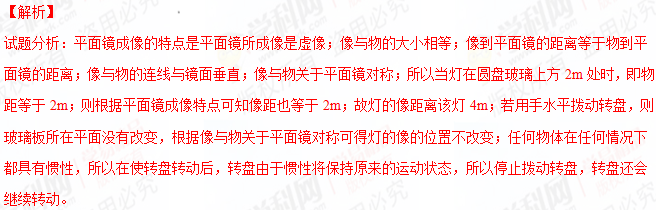 【解析】
试题分析：平面镜成像的特点是平面镜所成像是虚像；像与物的大小相等；像到平面镜的距离等于物到平
面镜的距离；像与物的连线与镜面垂直；像与物关于平面镜对称；所以当灯在圆盘玻璃上方 2m 处时，即物
距等于 2m；则根据平面镜成像特点可知像距也等于 2m；故灯的像距离该灯 4m；若用手水平拨动转盘，则
玻璃板所在平面没有改变，根据像与物关于平面镜对称可得灯的像的位置不改变；任何物体在任何情况下
都具有惯性，所以在使转盘转动后，转盘由于惯性将保持原来的运动状态，所以停止拨动转盘，转盘还会
继续转动。